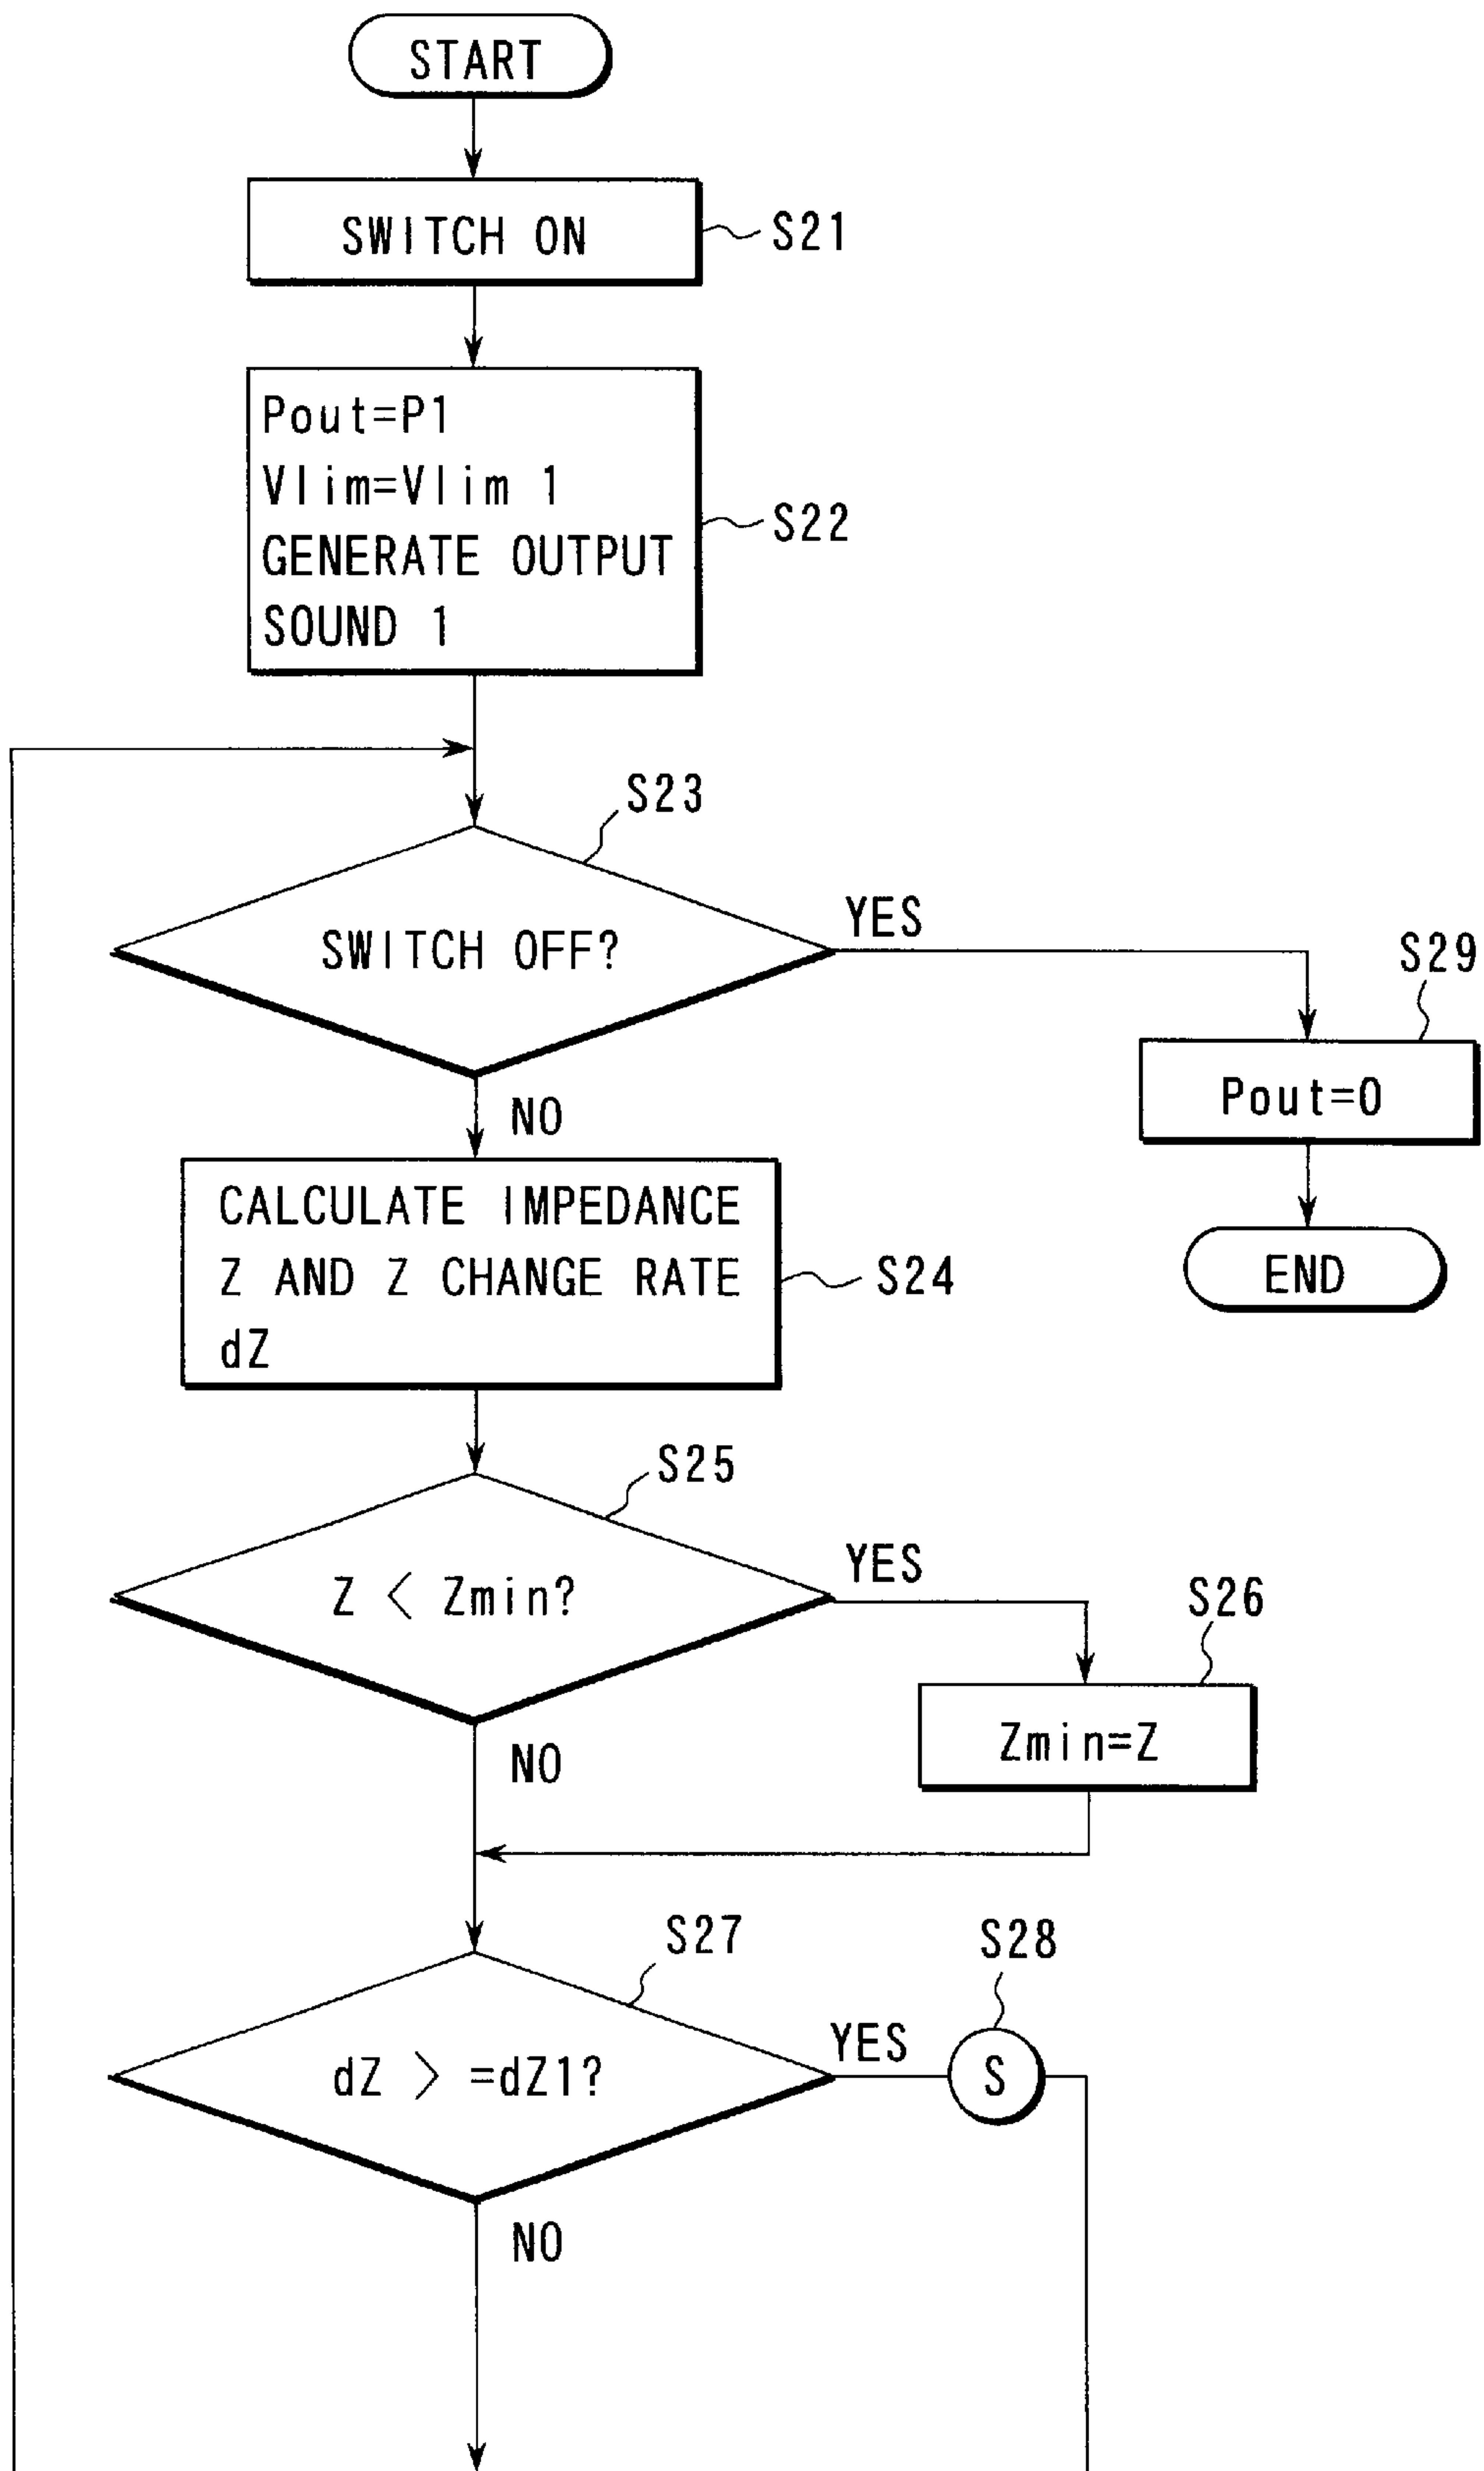 START
SWITCH ON
S21
Pout=P1
Vlim=Vlim 1
GENERATE OUTPUT
SOUND 1
S22
S23
SWITCH OFF?
YES
NO
S29
Pout=0
END
CALCULATE IMPEDANCE
Z AND Z CHANGE RATE
dZ
S24
S25
Z < Zmin?
YES
NO
S26
Zmin=Z
S27
dZ > =dZ1?
YES
S28
S
NO